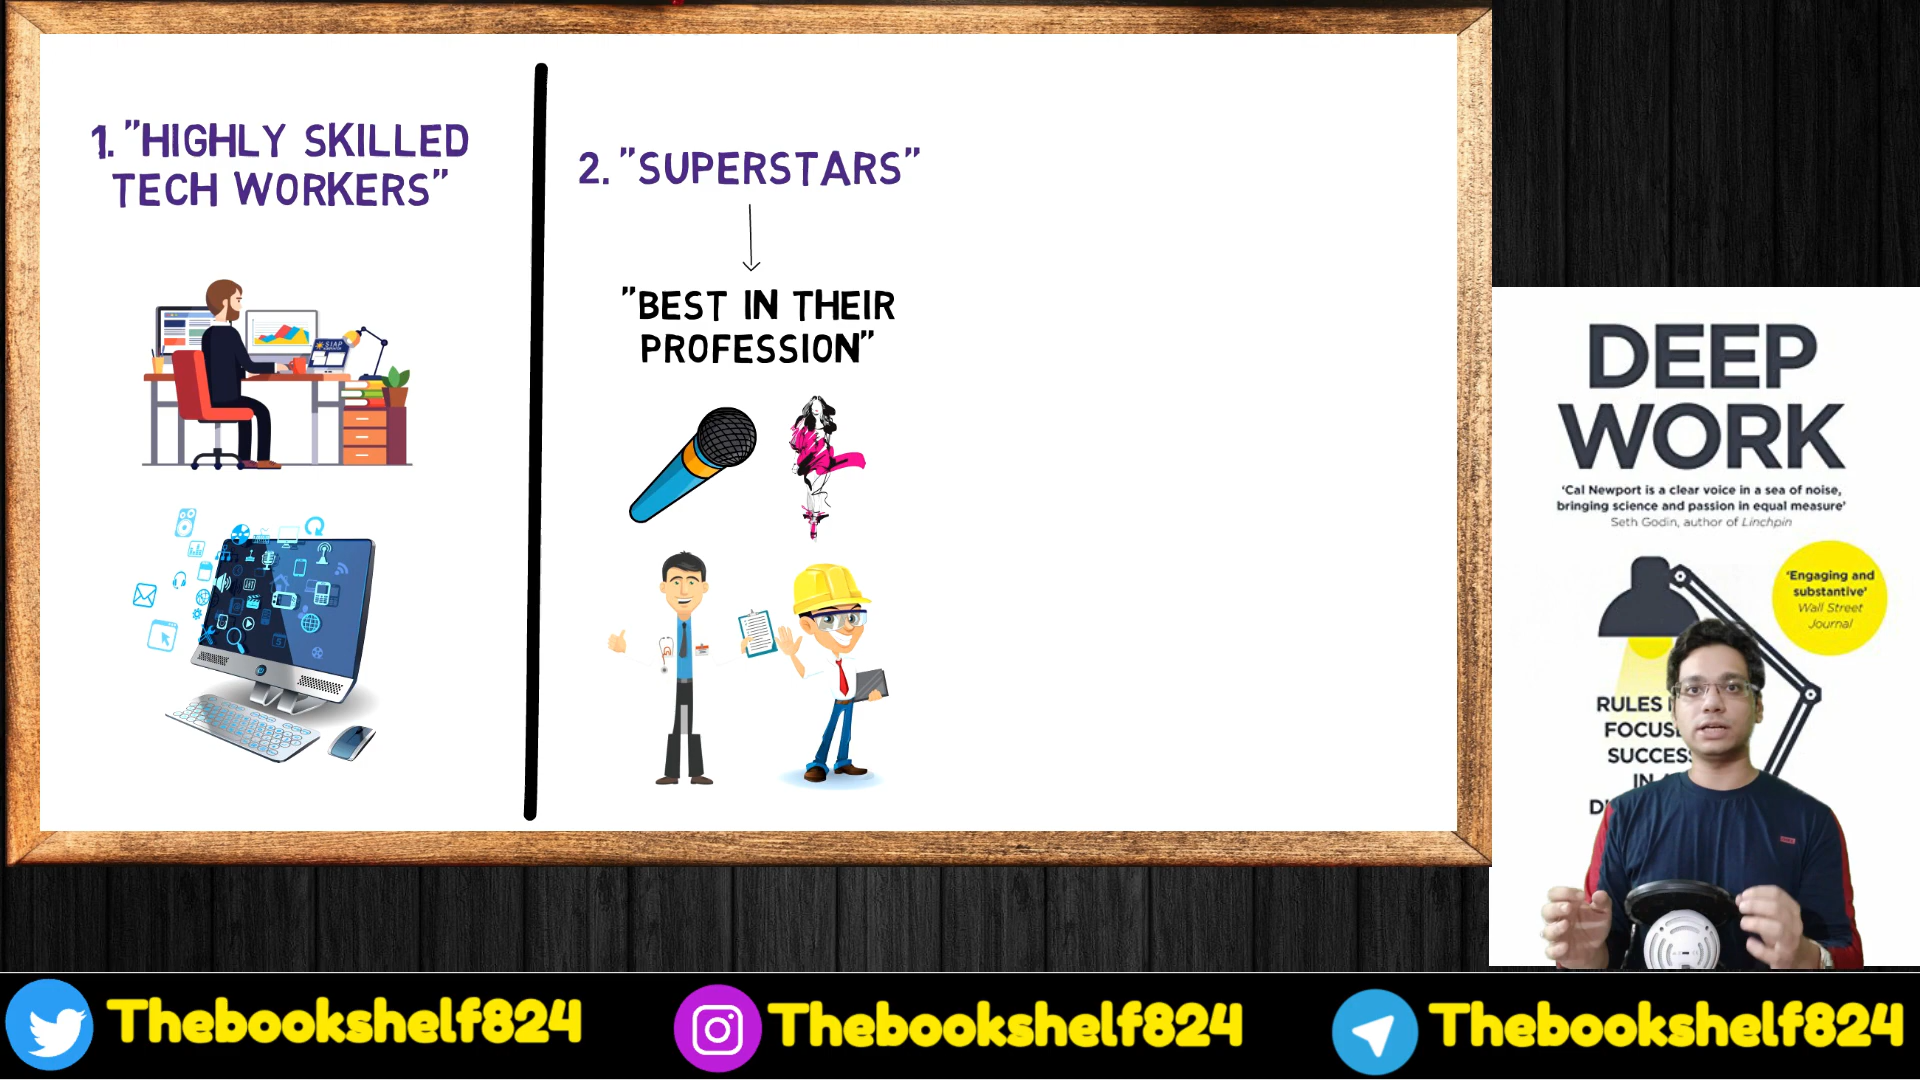 1. "HIGHLY SKILLED
TECH WORKERS"
2. "SUPERSTARS"
"BEST IN THEIR
PROFESSION"
DEEP
WORK
'Cal Newport is a clear voice in a sea of noise,
bringing science and passion in equal measure'
Seth Godin, author of Linchpin
'Engaging and
substantive'
Wall Street
Journal
RULES
FOCUS
SUCCESS
IN
Thebookshelf824
Thebookshelf824
Thebookshelf824